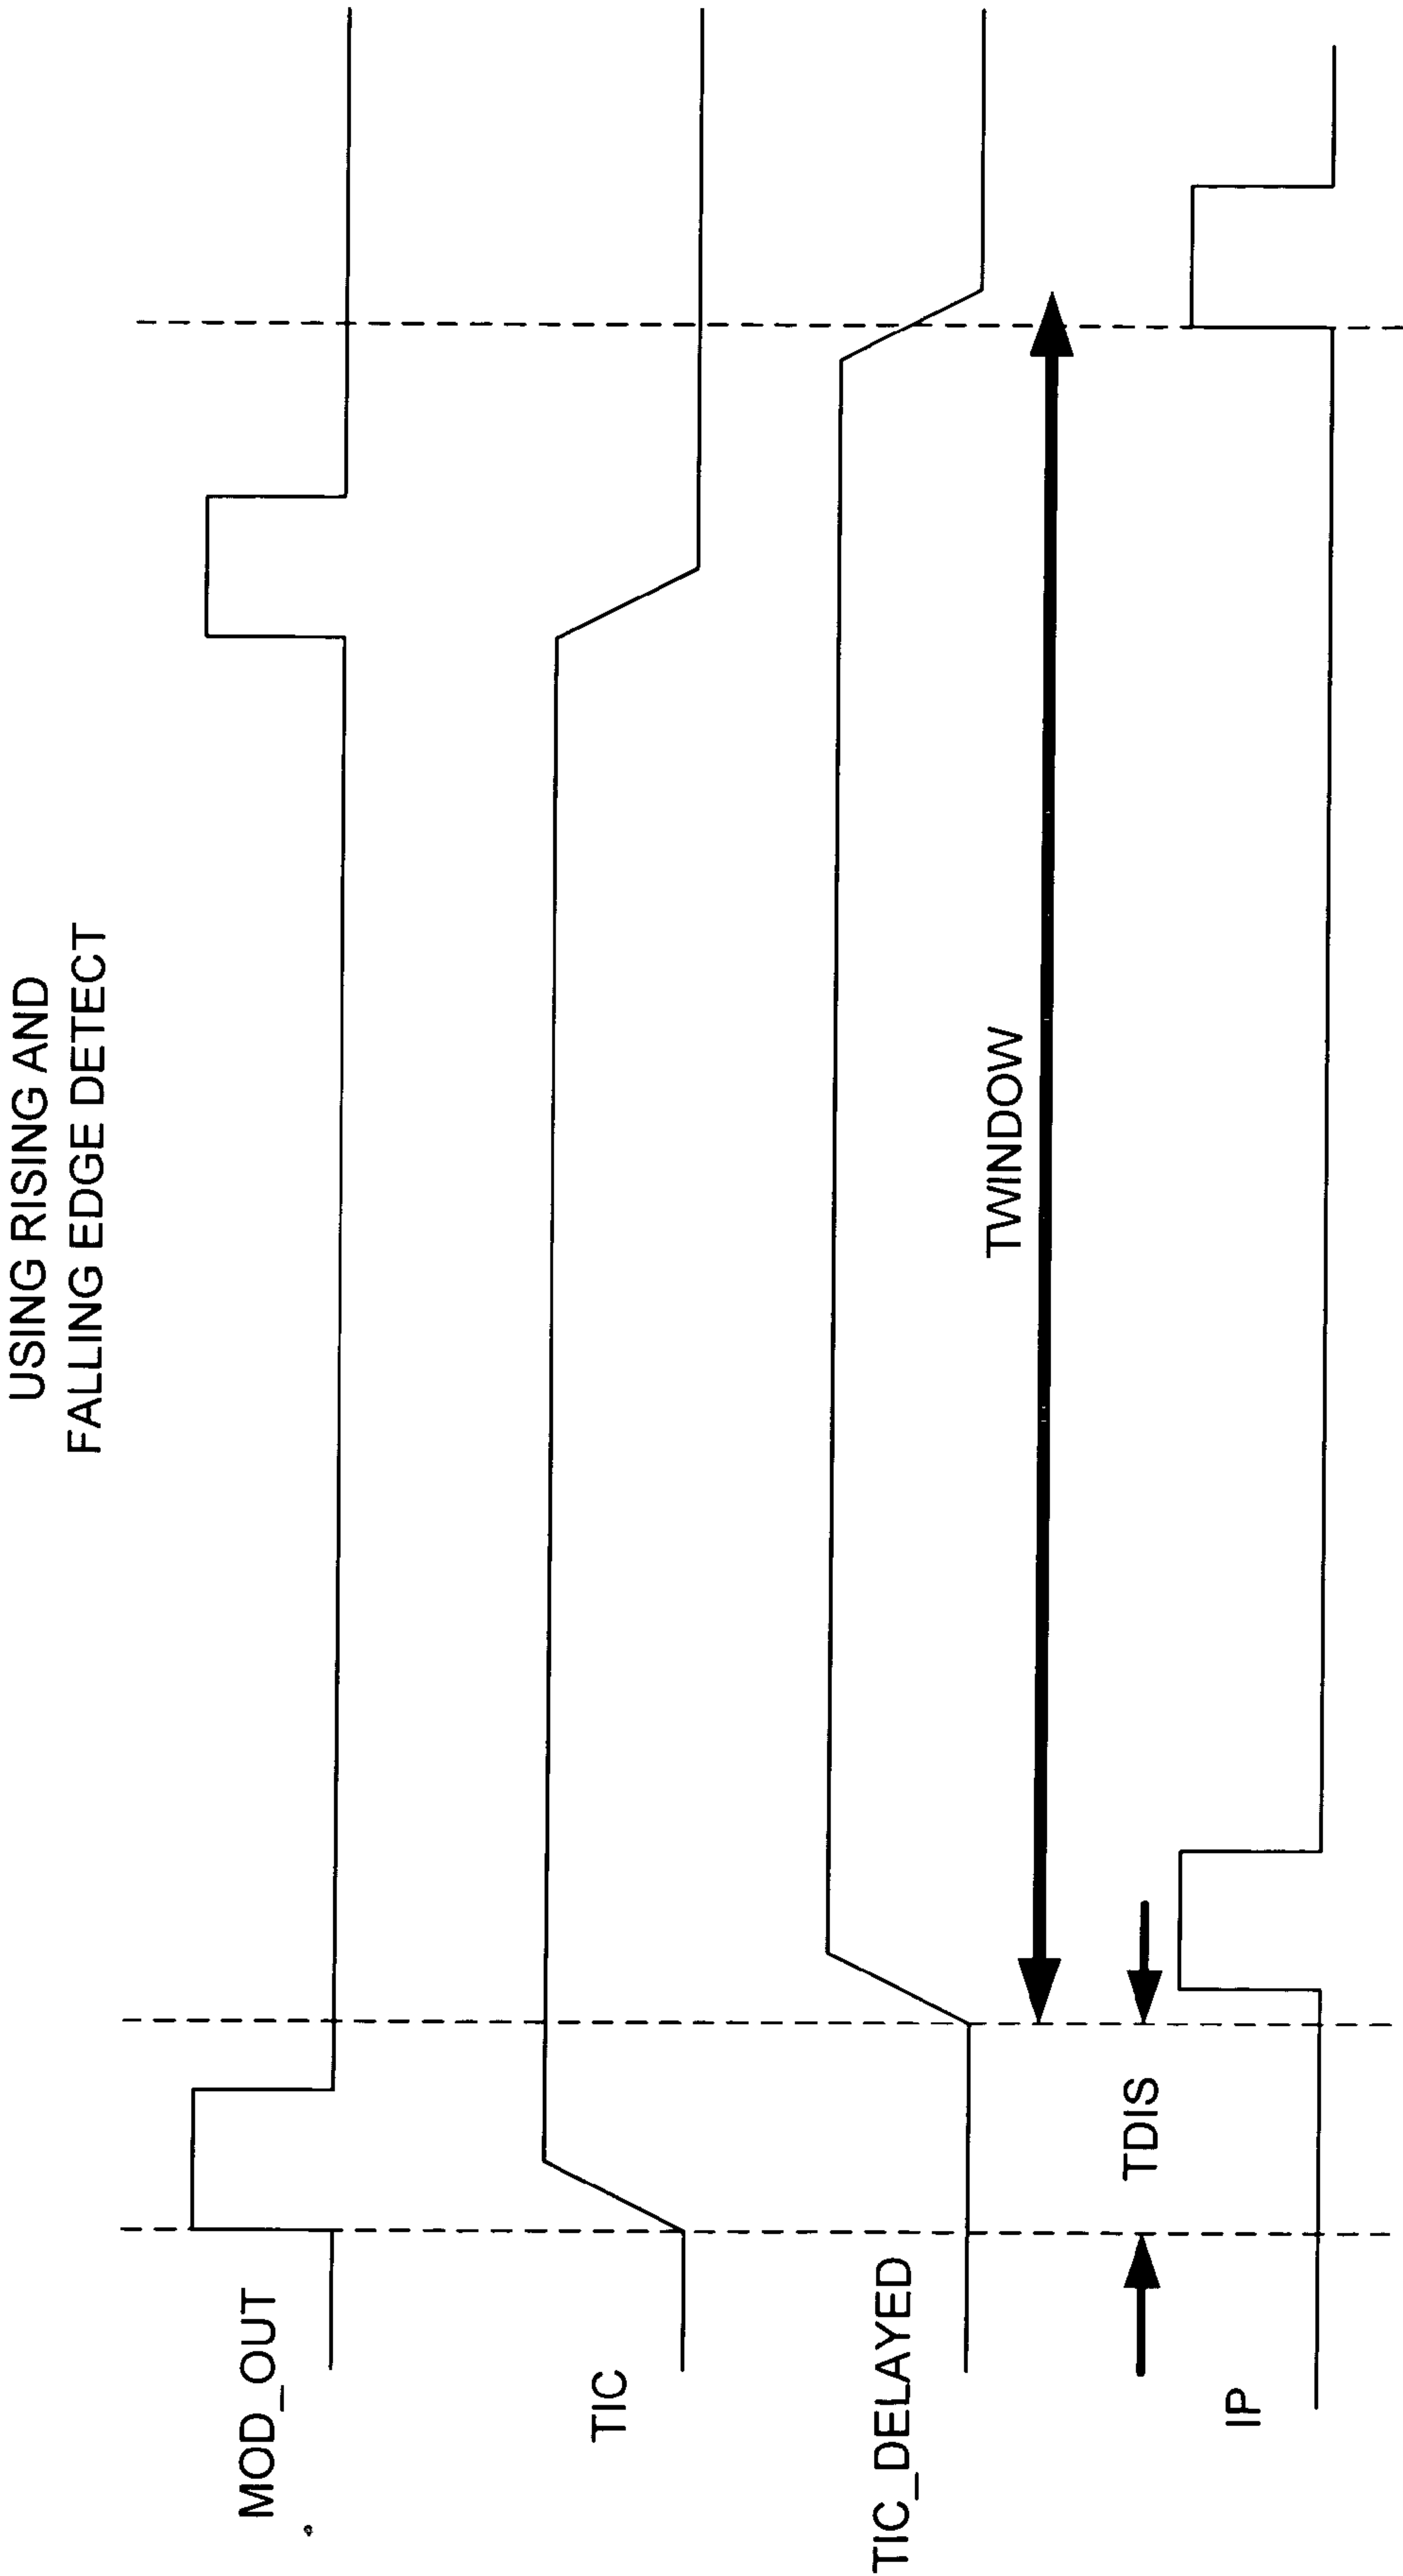 USING RISING AND
FALLING EDGE DETECT
MOD_OUT
TIC
TIC_DELAYED
TWINDOW
TDIS
IP